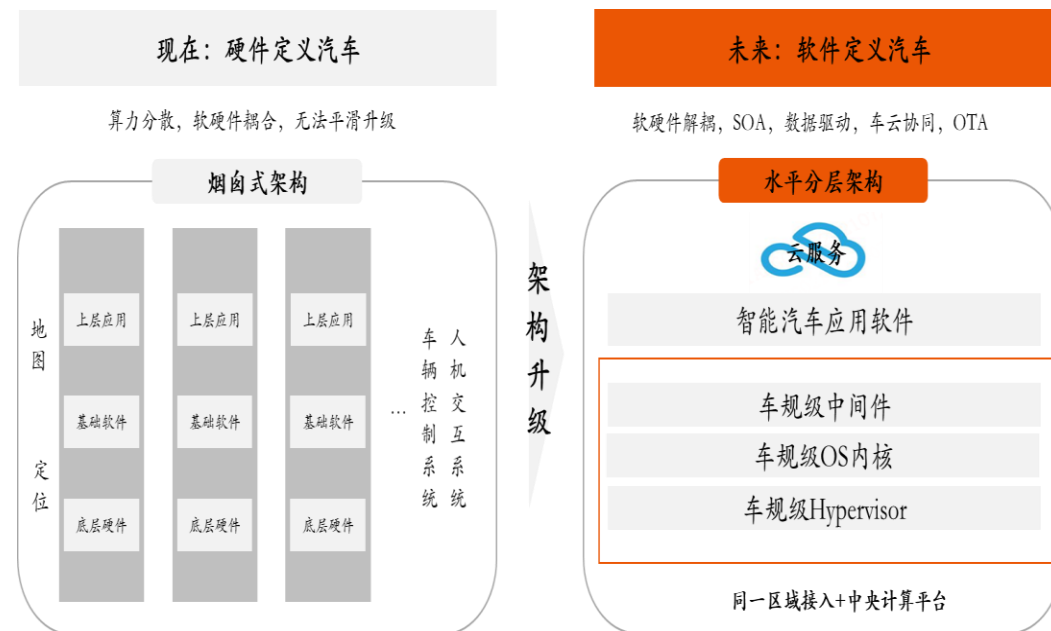 现在：硬件定义汽车
算力分散，软硬件耦合，无法平滑升级
烟囱式架构
地图
定位
上层应用
基础软件
底层硬件
上层应用
基础软件
底层硬件
上层应用
基础软件
底层硬件
...
车辆控制系统
人机交互系统
架构升级
未来：软件定义汽车
软硬件解耦，SOA，数据驱动，车云协同，OTA
水平分层架构
云服务
智能汽车应用软件
车规级中间件
车规级OS内核
车规级Hypervisor
同一区域接入+中央计算平台